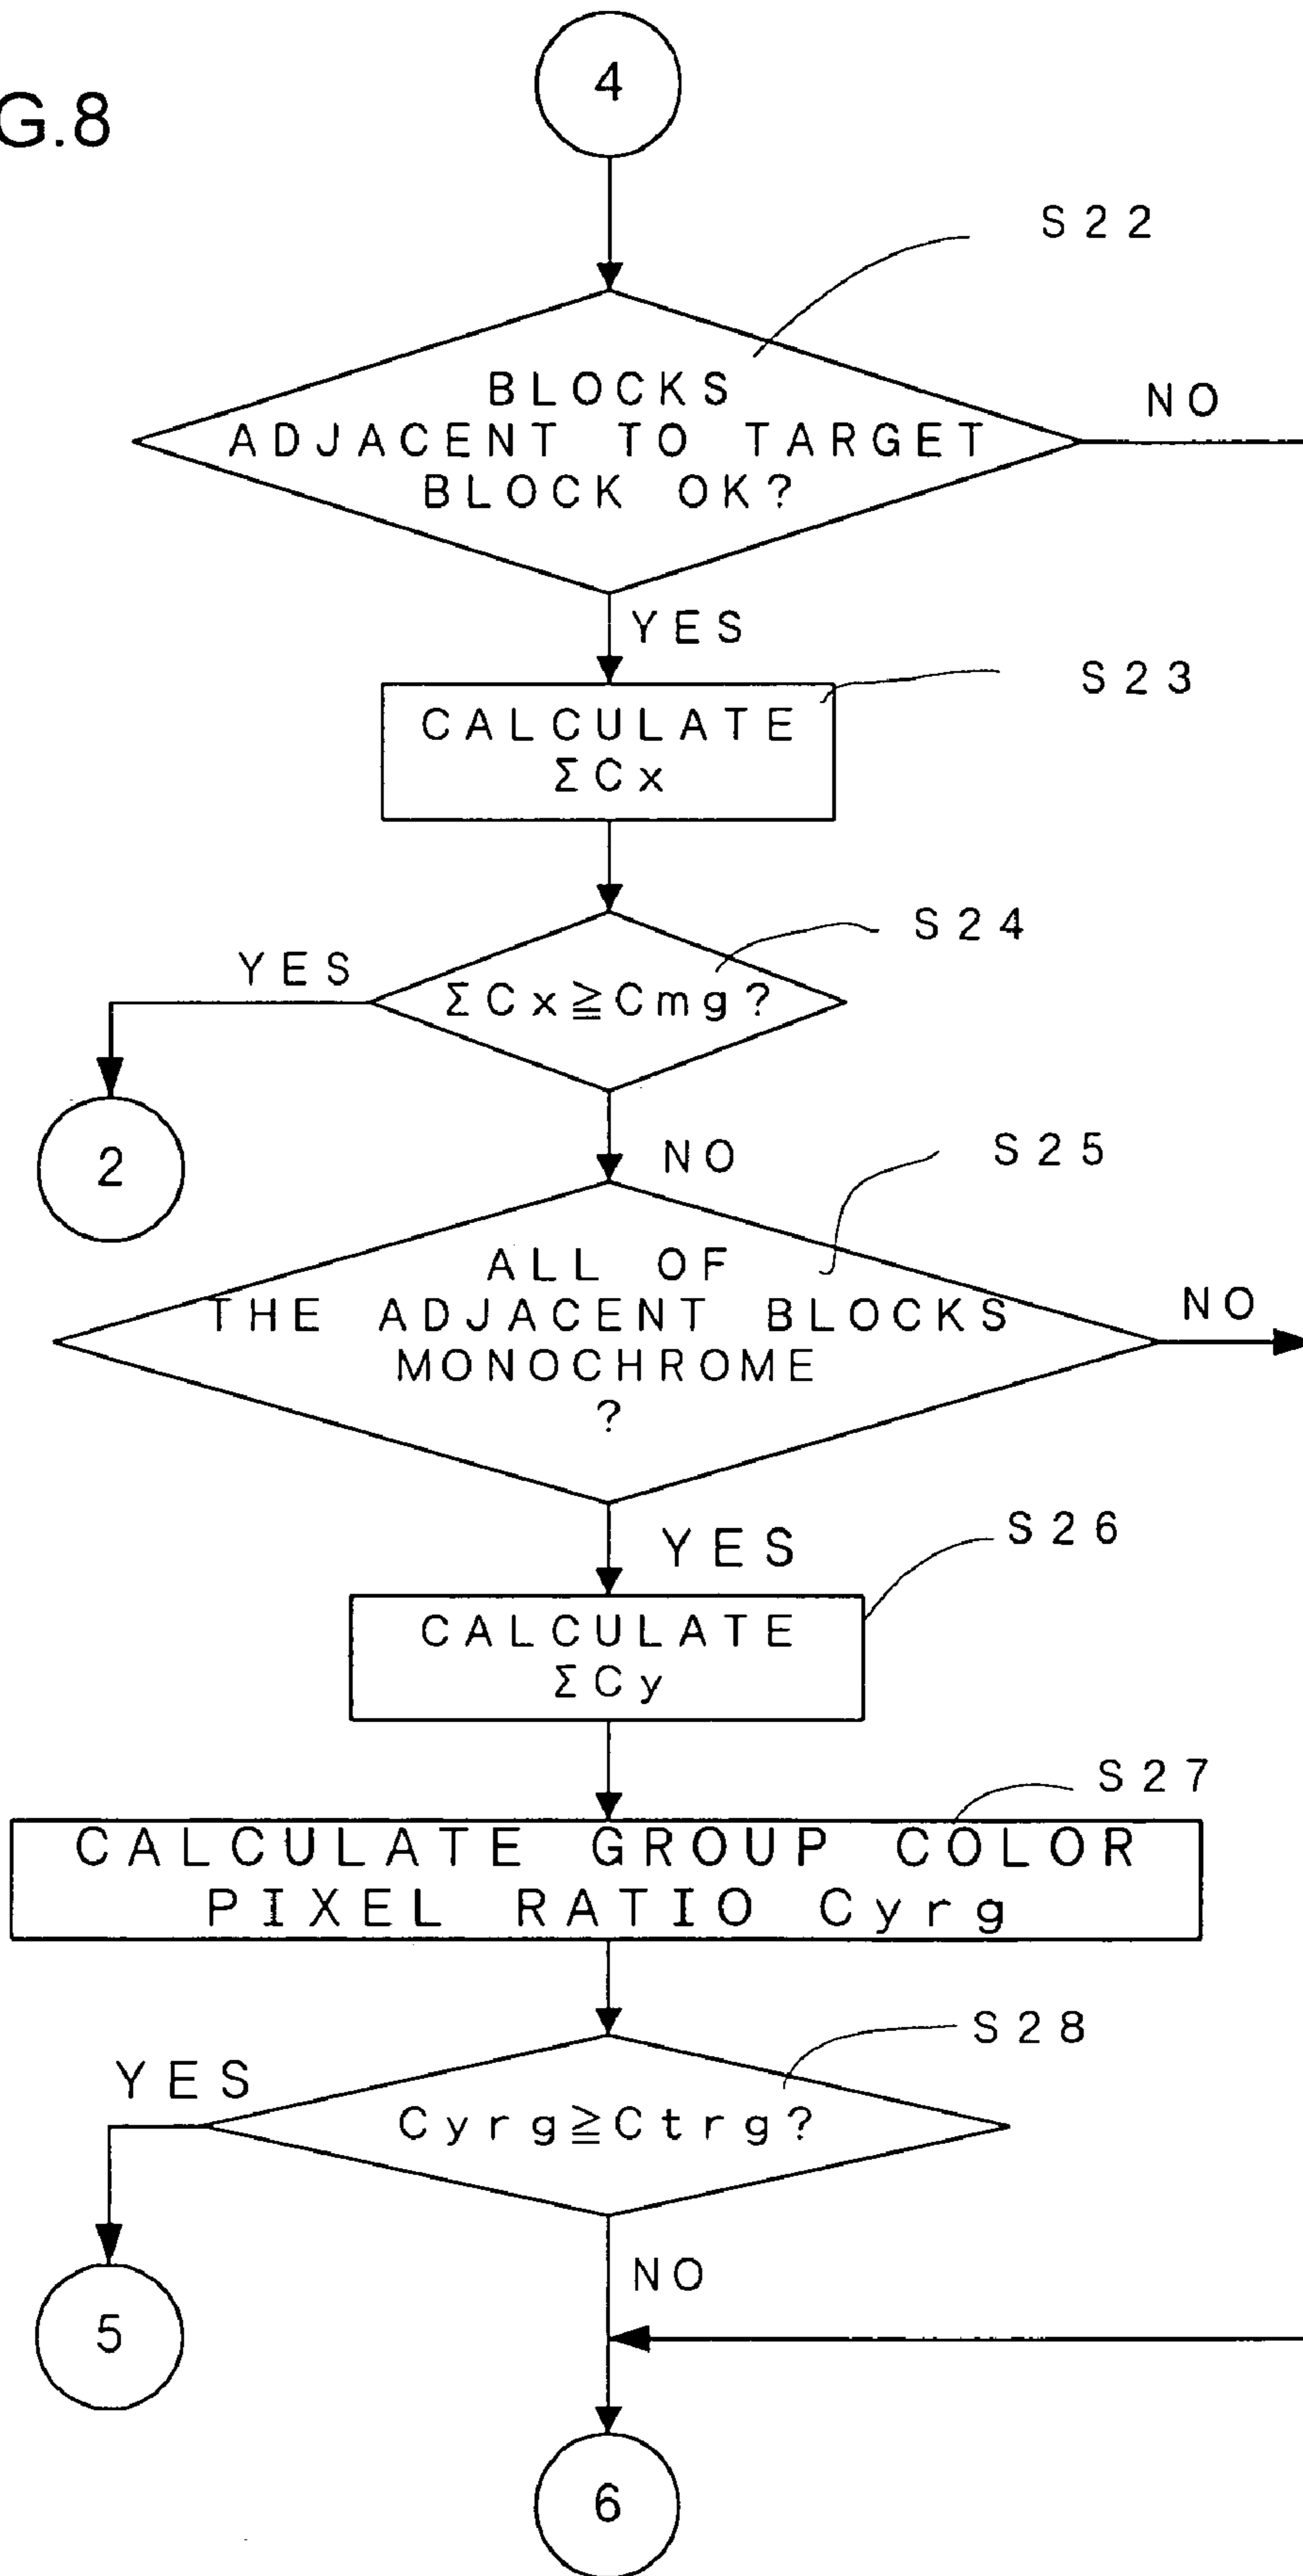 G.8
4
S22
BLOCKS
ADJACENT TO TARGET
BLOCK OK?
NO
YES
S23
CALCULATE
ΣCx
S24
YES
ΣCx≧Cmg?
2
NO
S25
ALL OF
THE ADJACENT BLOCKS
MONOCHROME
?
NO
YES
S26
CALCULATE
ΣCy
S27
CALCULATE GROUP COLOR
PIXEL RATIO Cyrg
S28
YES
Cyrg≧Ctrg?
5
NO
6